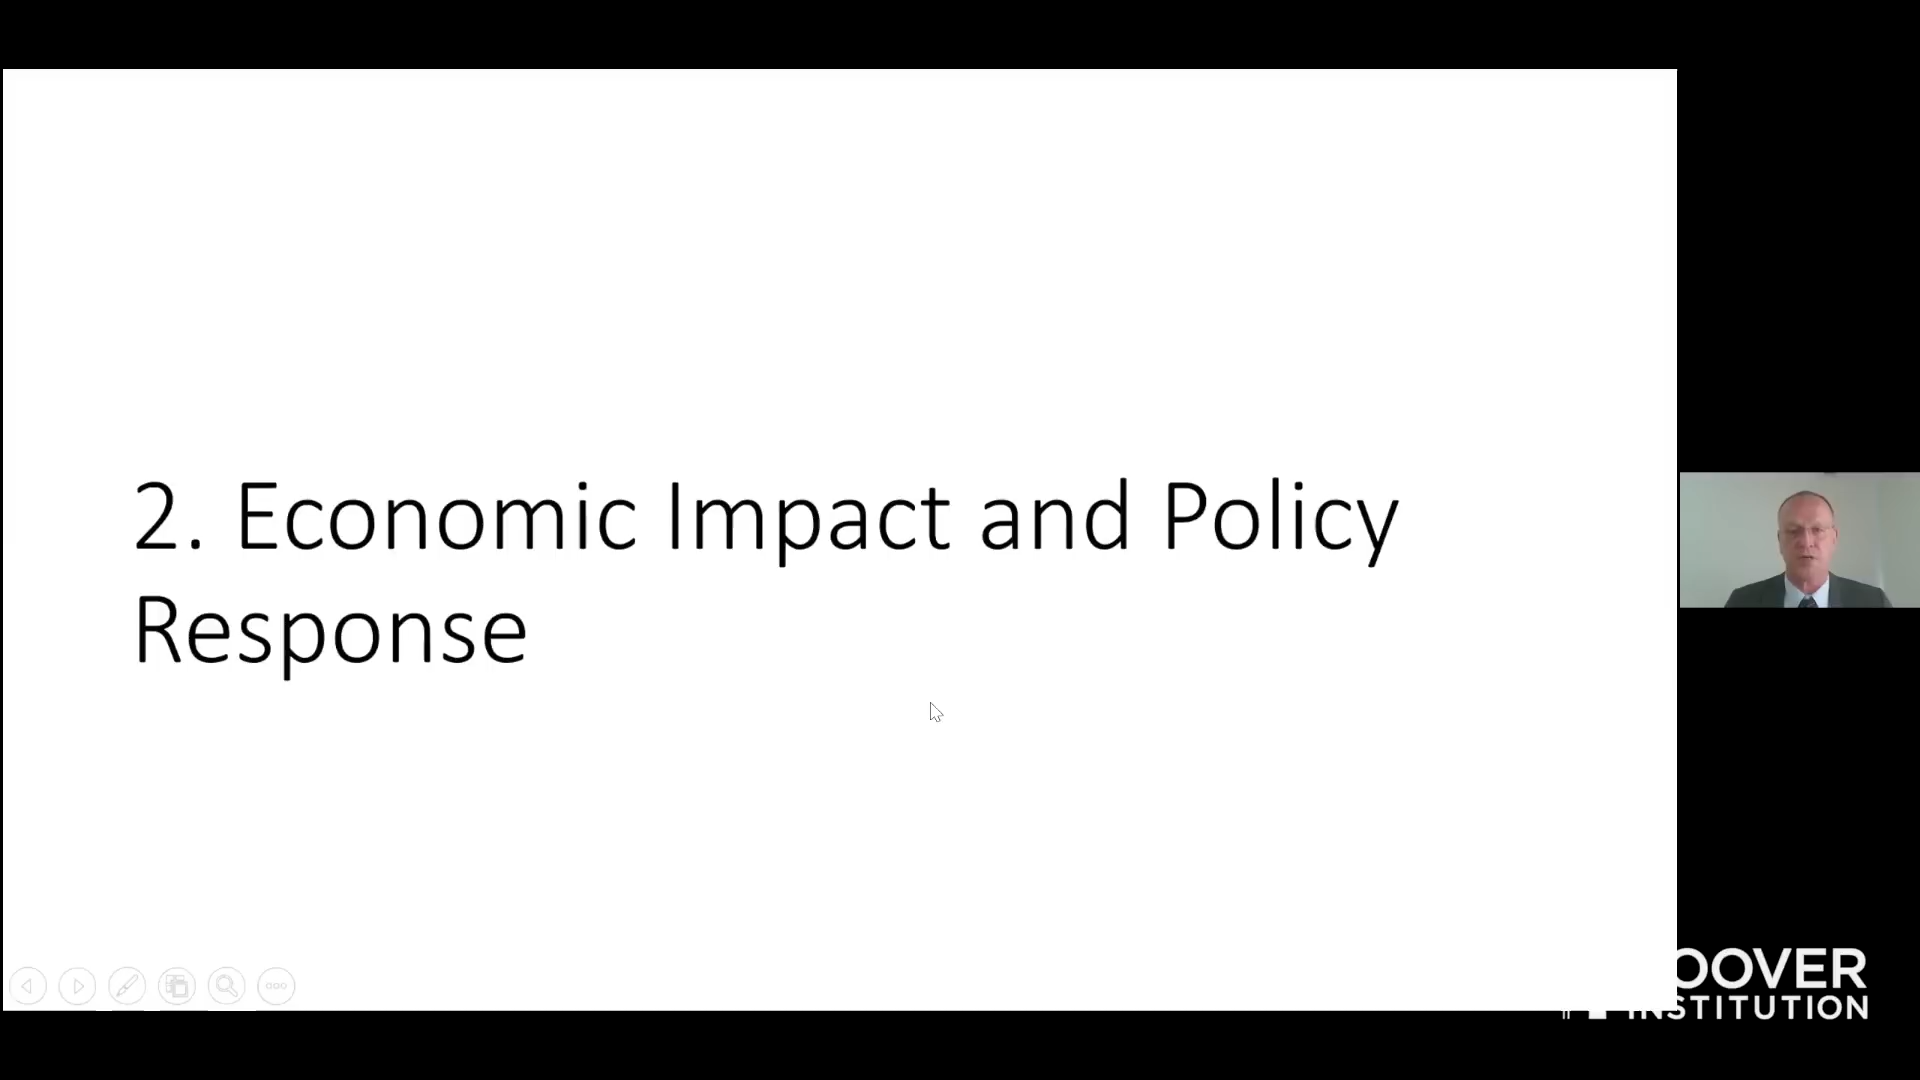 2. Economic Impact and Policy
Response
OOVER
INSTITUTION